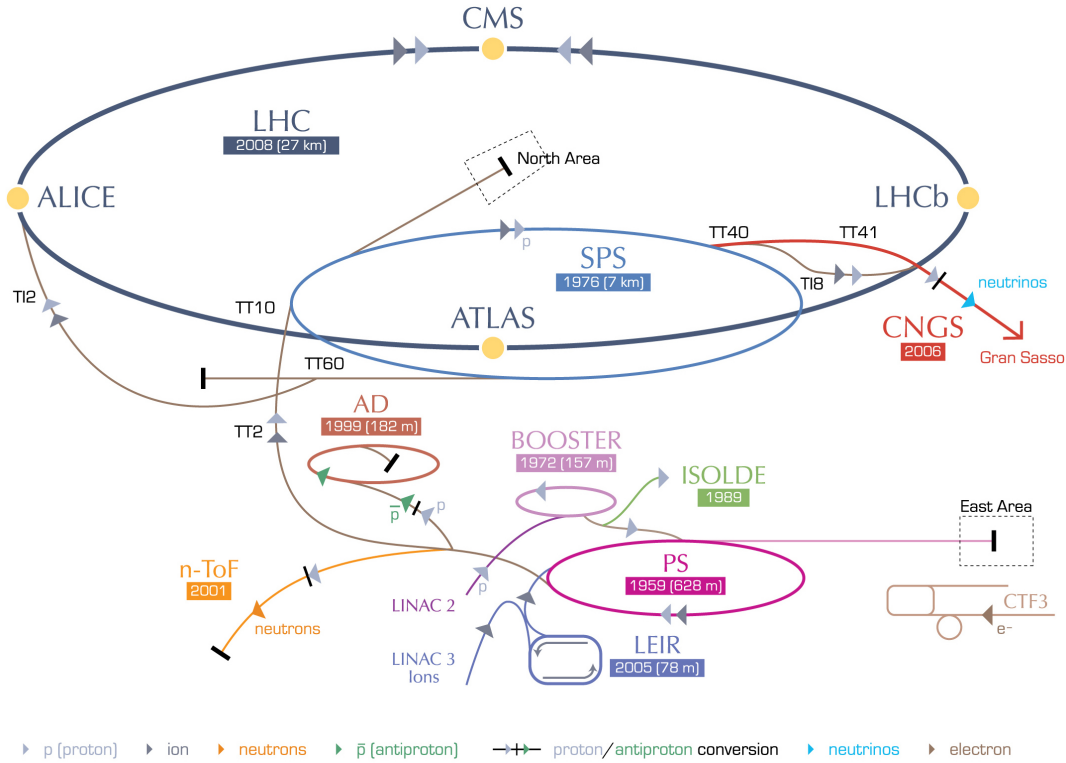 CMS
LHC
2008 (27 km)
North Area
ALICE
LHCb
TT40
TT41
SPS
1976 (7 km)
p
TI2
TT10
TI8
neutrinos
ATLAS
CNGS
2006
Gran Sasso
TT60
AD
1999 (182 m)
TT2
BOOSTER
1972 (157 m)
ISOLDE
1989
p̅
p
East Area
n-ToF
2001
PS
1959 (628 m)
p
LINAC 2
neutrons
CTF3
e–
LINAC 3
Ions
LEIR
2005 (78 m)
p (proton)
ion
neutrons
p̅ (antiproton)
proton/antiproton conversion
neutrinos
electron